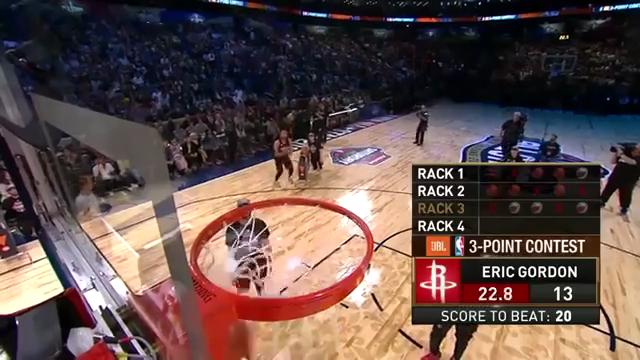 RACK 1
RACK 2
RACK 3
RACK 4
JBL 3-POINT CONTEST
R ERIC GORDON
22.8 13
SCORE TO BEAT: 20
SPALDING